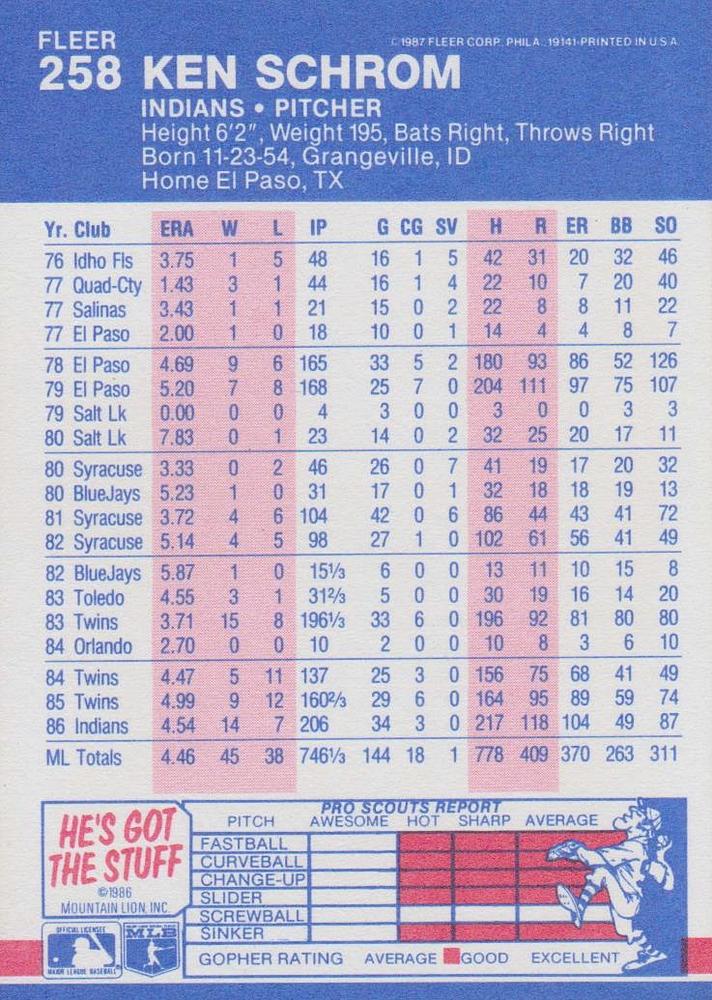 FLEER
©1987 FLEER CORP. PHILA. 19141-PRINTED IN U.S.A.
258 KEN SCHROM
INDIANS • PITCHER
Height 6'2", Weight 195, Bats Right, Throws Right
Born 11-23-54, Grangeville, ID
Home El Paso, TX
Yr. Club ERA W L IP G CG SV H R ER BB SO
76 Idho Fls 3.75 1 5 48 16 1 5 42 31 20 32 46
77 Quad-Cty 1.43 3 1 44 16 1 4 22 10 7 20 40
77 Salinas 3.43 1 1 21 15 0 2 22 8 8 11 22
77 El Paso 2.00 1 0 18 10 0 1 14 4 4 8 7
78 El Paso 4.69 9 6 165 33 5 2 180 93 86 52 126
79 El Paso 5.20 7 8 168 25 7 0 204 111 97 75 107
79 Salt Lk 0.00 0 0 4 3 0 0 3 0 0 3 3
80 Salt Lk 7.83 0 1 23 14 0 2 32 25 20 17 11
80 Syracuse 3.33 0 2 46 26 0 7 41 19 17 20 32
80 BlueJays 5.23 1 0 31 17 0 1 32 18 18 19 13
81 Syracuse 3.72 4 6 104 42 0 6 86 44 43 41 72
82 Syracuse 5.14 4 5 98 27 1 0 102 61 56 41 49
82 BlueJays 5.87 1 0 15⅓ 6 0 0 13 11 10 15 8
83 Toledo 4.55 3 1 31⅔ 5 0 0 30 19 16 14 20
83 Twins 3.71 15 8 196⅓ 33 6 0 196 92 81 80 80
84 Orlando 2.70 0 0 10 2 0 0 10 8 3 6 10
84 Twins 4.47 5 11 137 25 3 0 156 75 68 41 49
85 Twins 4.99 9 12 160⅔ 29 6 0 164 95 89 59 74
86 Indians 4.54 14 7 206 34 3 0 217 118 104 49 87
ML Totals 4.46 45 38 746⅓ 144 18 1 778 409 370 263 311
HE'S GOT
THE STUFF
©1986
MOUNTAIN LION, INC.
OFFICIAL LICENSEE
MAJOR LEAGUE BASEBALL
MLB
PRO SCOUTS REPORT
PITCH AWESOME HOT SHARP AVERAGE
FASTBALL
CURVEBALL
CHANGE-UP
SLIDER
SCREWBALL
SINKER
GOPHER RATING AVERAGE GOOD EXCELLENT